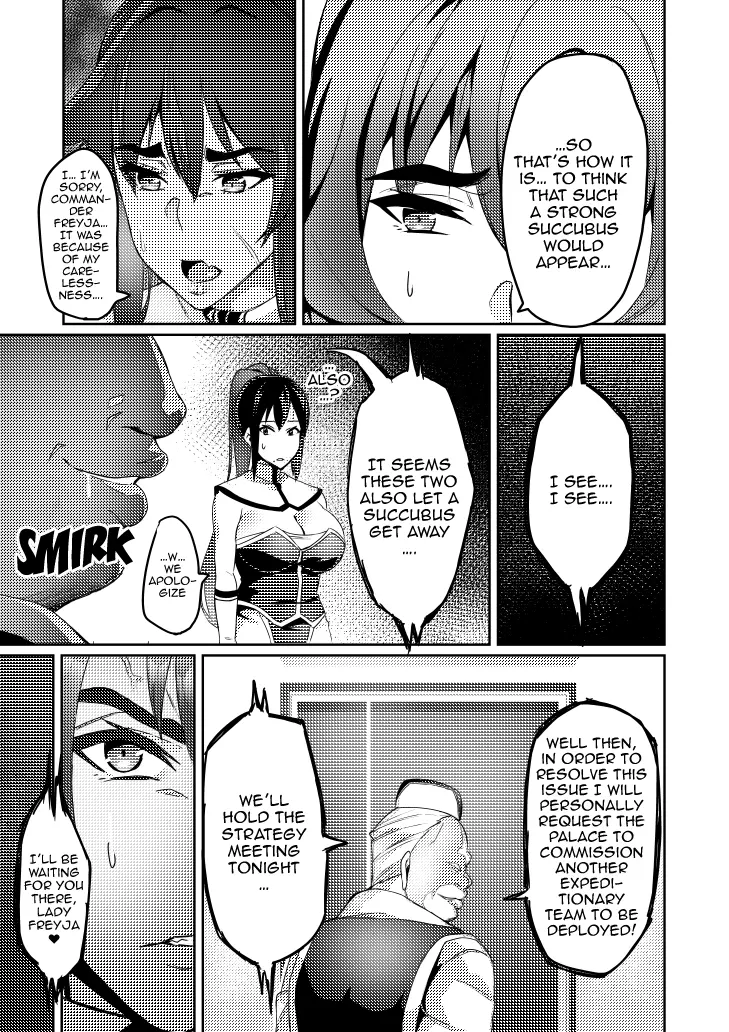 ...SO
THAT'S HOW IT
IS... TO THINK
THAT SUCH
A STRONG
SUCCUBUS
WOULD
APPEAR...
I... I'M
SORRY,
COMMAN-
DER
FREYJA...
IT WAS
BECAUSE
OF MY
CARE-
LESS-
NESS....
I SEE....
I SEE....
IT SEEMS
THESE TWO
ALSO LET A
SUCCUBUS
GET AWAY
....
...
ALSO
...?
...W...
WE
APOLO-
GIZE
SMIRK
WELL THEN,
IN ORDER TO
RESOLVE THIS
ISSUE I WILL
PERSONALLY
REQUEST THE
PALACE TO
COMMISSION
ANOTHER
EXPEDI-
TIONARY
TEAM TO BE
DEPLOYED!
WE'LL
HOLD THE
STRATEGY
MEETING
TONIGHT
...
I'LL BE
WAITING
FOR YOU
THERE,
LADY
FREYJA
♥